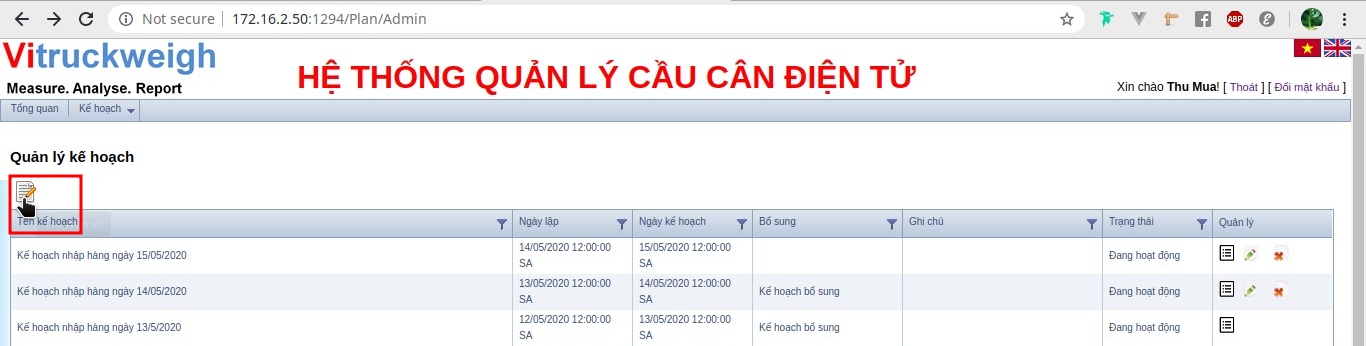 Not secure | 172.16.2.50:1294/Plan/Admin
ABP
Vitruckweigh
HỆ THỐNG QUẢN LÝ CẦU CÂN ĐIỆN TỬ
Measure. Analyse. Report
Xin chào Thu Mua! [ Thoát ] [ Đổi mật khẩu ]
Tổng quan Kế hoạch
Quản lý kế hoạch
Tên kế hoạch Ngày lập Ngày kế hoạch Bổ sung Ghi chú Trạng thái Quản lý
Kế hoạch nhập hàng ngày 15/05/2020 14/05/2020 12:00:00 SA 15/05/2020 12:00:00 SA Đang hoạt động
Kế hoạch nhập hàng ngày 14/05/2020 13/05/2020 12:00:00 SA 14/05/2020 12:00:00 SA Kế hoạch bổ sung Đang hoạt động
Kế hoạch nhập hàng ngày 13/5/2020 12/05/2020 12:00:00 SA 13/05/2020 12:00:00 SA Kế hoạch bổ sung Đang hoạt động